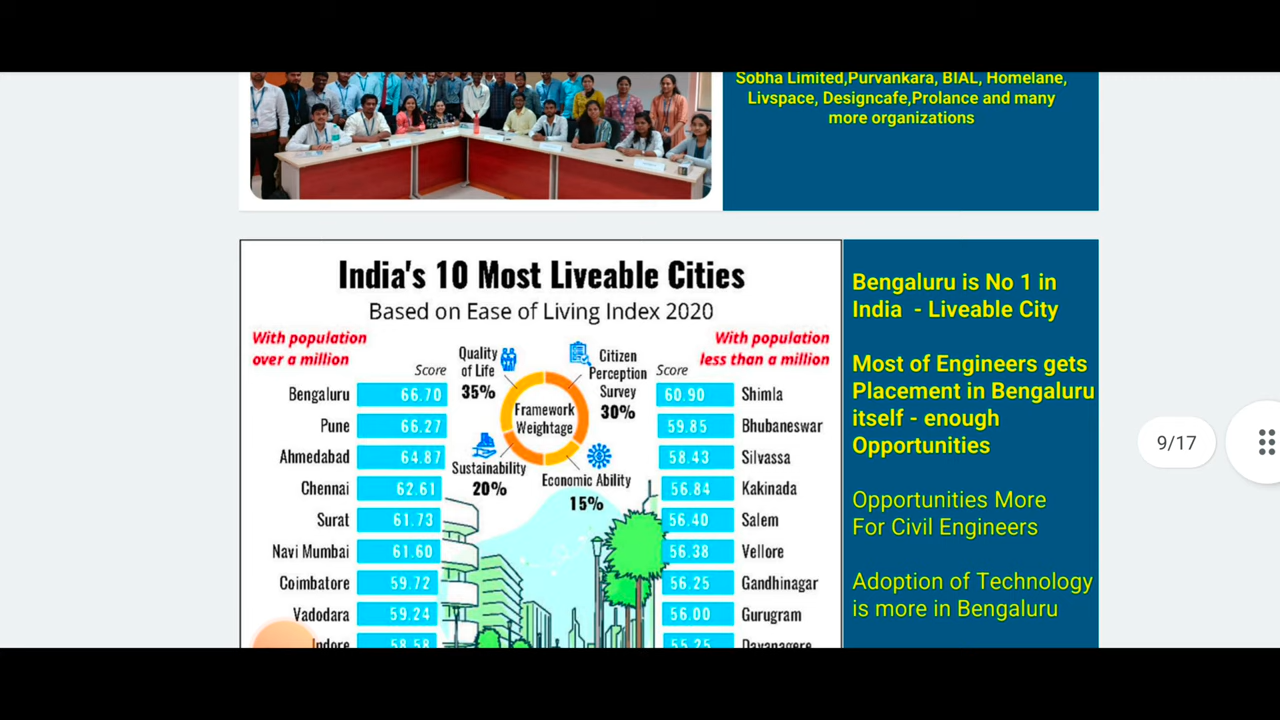 Sobha Limited,Purvankara, BIAL, Homelane,
Livspace, Designcafe,Prolance and many
more organizations
India's 10 Most Liveable Cities
Based on Ease of Living Index 2020
With population
over a million
With population
less than a million
Score
Quality
of Life
35%
Citizen
Perception
Survey
30%
Score
Framework
Weightage
Sustainability
20%
Economic Ability
15%
Bengaluru 66.70
Pune 66.27
Ahmedabad 64.87
Chennai 62.61
Surat 61.73
Navi Mumbai 61.60
Coimbatore 59.72
Vadodara 59.24
Indore 58.58
60.90 Shimla
59.85 Bhubaneswar
58.43 Silvassa
56.84 Kakinada
56.40 Salem
56.38 Vellore
56.25 Gandhinagar
56.00 Gurugram
55.25 Davanagere
Bengaluru is No 1 in
India - Liveable City
Most of Engineers gets
Placement in Bengaluru
itself - enough
Opportunities
Opportunities More
For Civil Engineers
Adoption of Technology
is more in Bengaluru
9/17